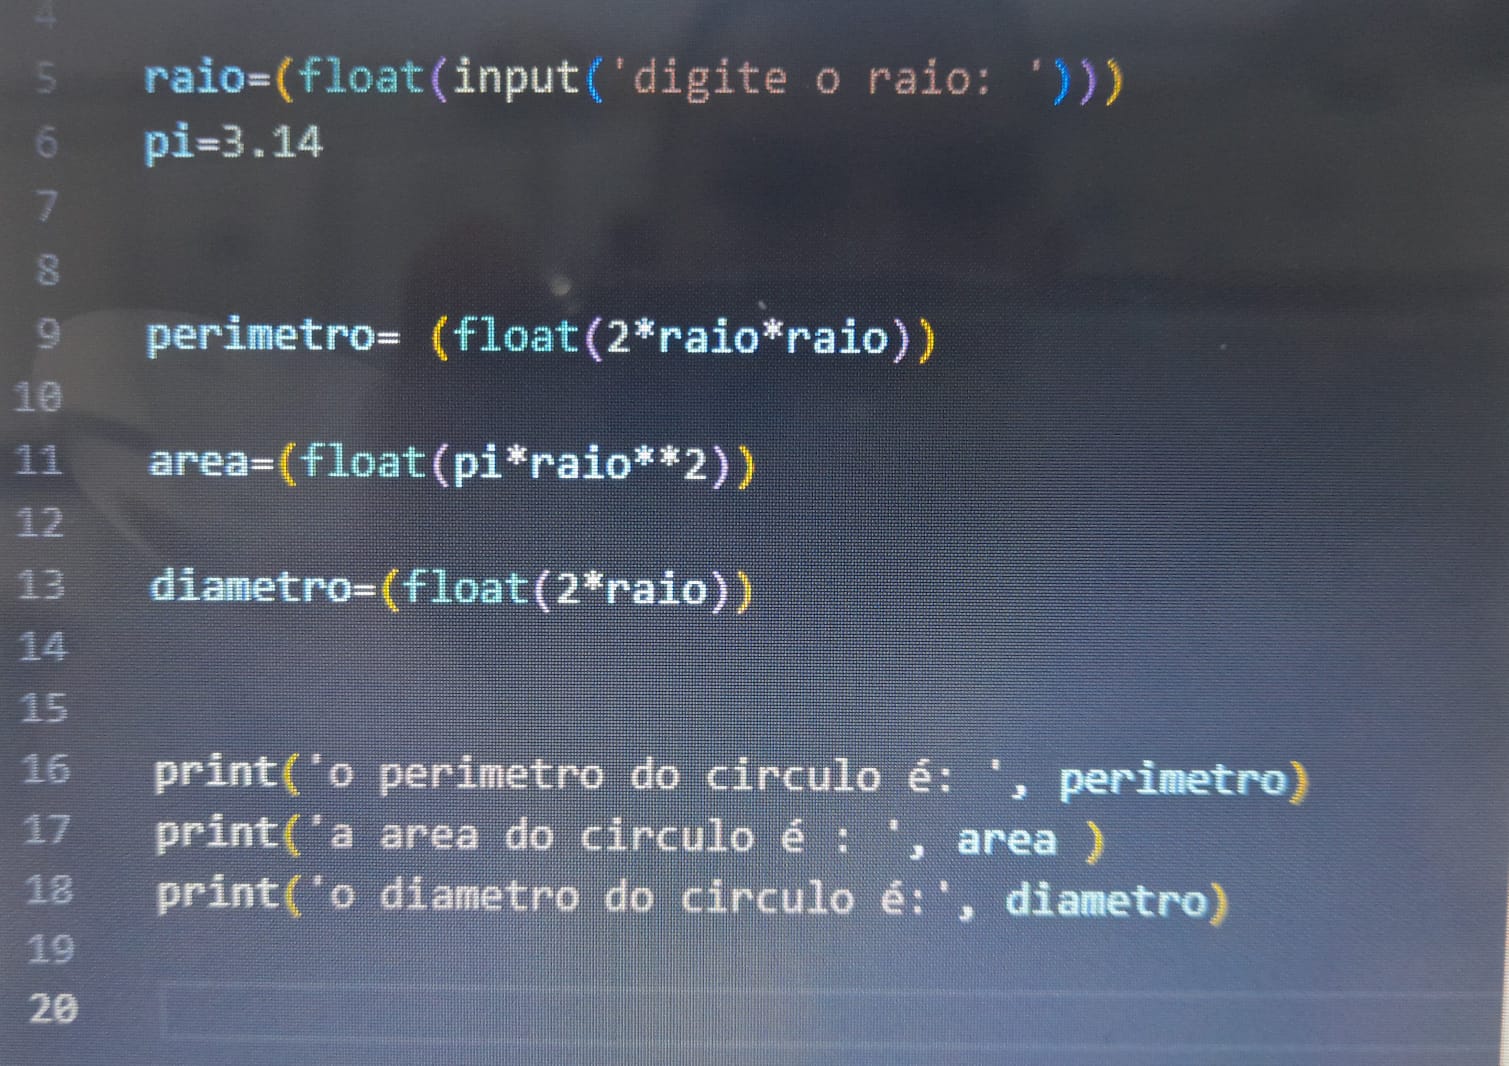 4
5 raio=(float(input('digite o raio: ')))
6 pi=3.14
7
8
9 perimetro= (float(2*raio*raio))
10
11 area=(float(pi*raio**2))
12
13 diametro=(float(2*raio))
14
15
16 print('o perimetro do circulo é: ', perimetro)
17 print('a area do circulo é : ', area )
18 print('o diametro do circulo é:', diametro)
19
20